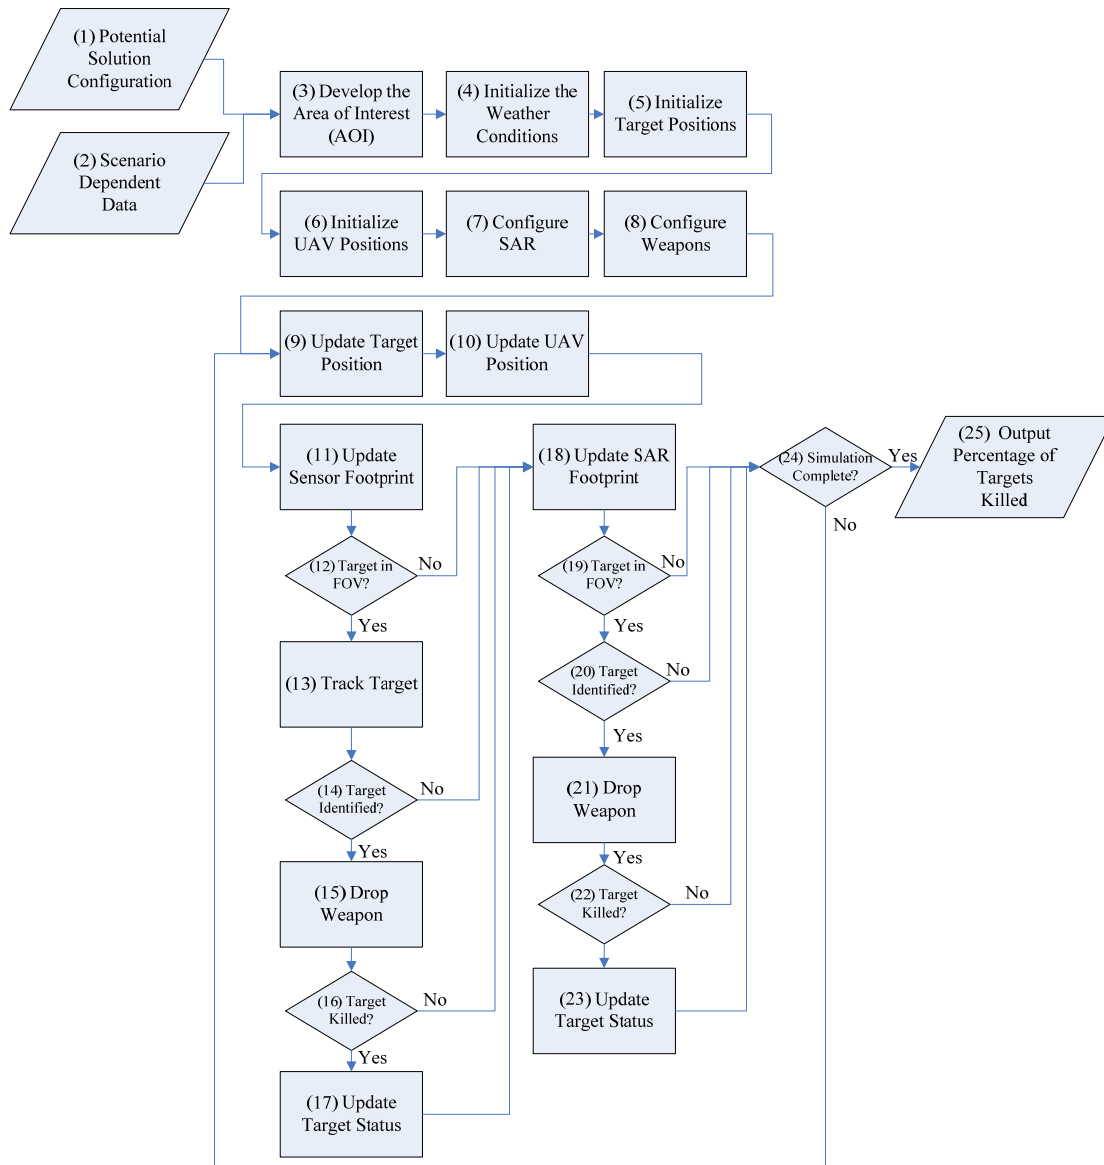 (1) Potential
Solution
Configuration
(2) Scenario
Dependent
Data
(3) Develop the
Area of Interest
(AOI)
(4) Initialize the
Weather
Conditions
(5) Initialize
Target Positions
(6) Initialize
UAV Positions
(7) Configure
SAR
(8) Configure
Weapons
(9) Update Target
Position
(10) Update UAV
Position
(11) Update
Sensor Footprint
(12) Target in
FOV?
No
Yes
(13) Track Target
(14) Target
Identified?
No
Yes
(15) Drop
Weapon
(16) Target
Killed?
No
Yes
(17) Update
Target Status
(18) Update SAR
Footprint
(19) Target in
FOV?
No
Yes
(20) Target
Identified?
No
Yes
(21) Drop
Weapon
Yes
(22) Target
Killed?
No
(23) Update
Target Status
(24) Simulation
Complete?
Yes
No
(25) Output
Percentage of
Targets
Killed